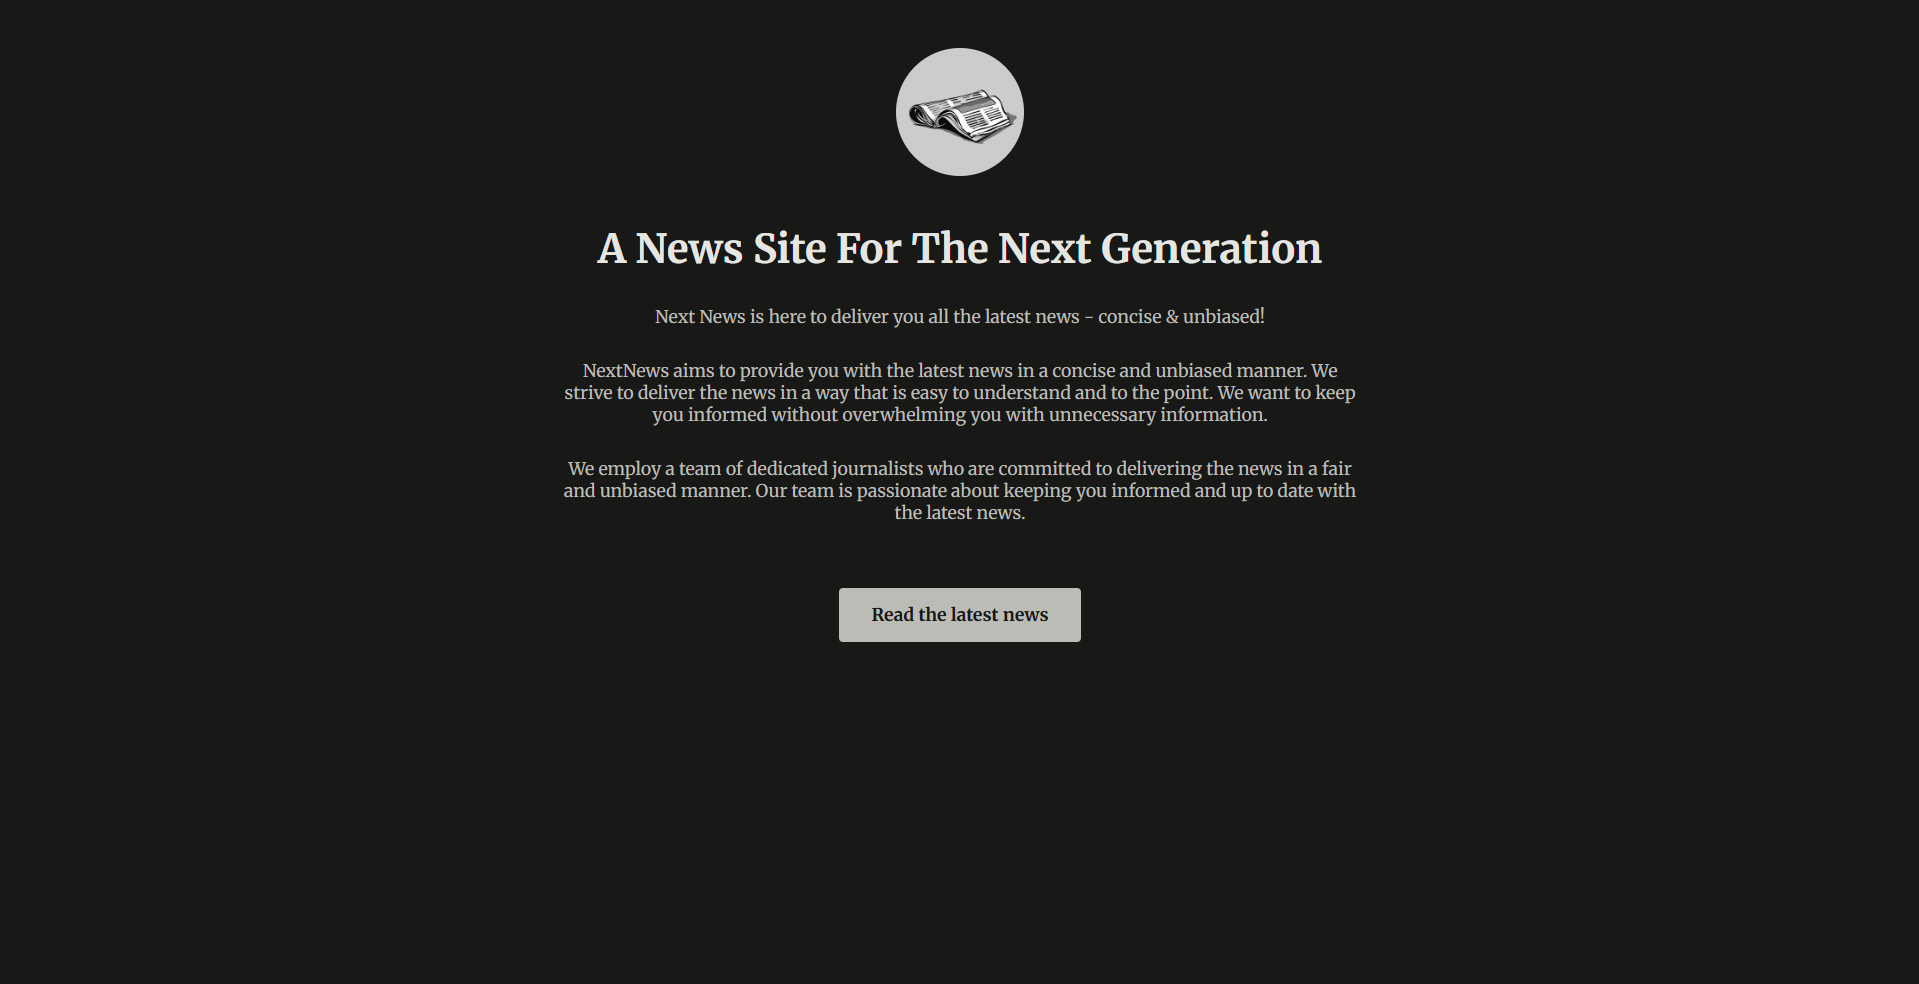 A News Site For The Next Generation
Next News is here to deliver you all the latest news - concise & unbiased!
NextNews aims to provide you with the latest news in a concise and unbiased manner. We
strive to deliver the news in a way that is easy to understand and to the point. We want to keep
you informed without overwhelming you with unnecessary information.
We employ a team of dedicated journalists who are committed to delivering the news in a fair
and unbiased manner. Our team is passionate about keeping you informed and up to date with
the latest news.
Read the latest news